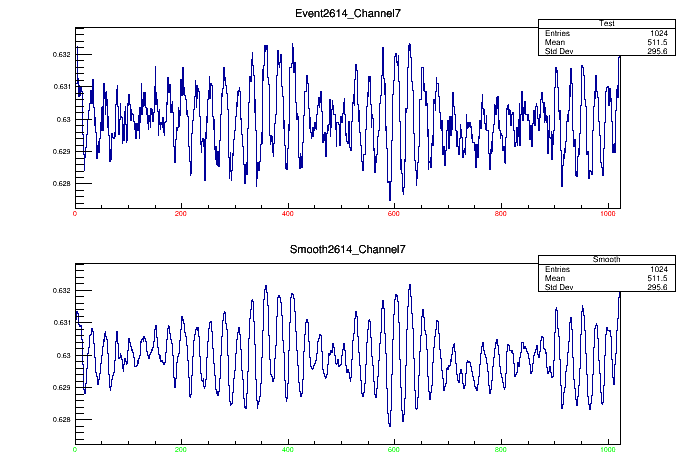 Event2614_Channel7
Test
Entries 1024
Mean 511.5
Std Dev 295.6
0.632
0.631
0.63
0.629
0.628
0 200 400 600 800 1000
Smooth2614_Channel7
Smooth
Entries 1024
Mean 511.5
Std Dev 295.6
0.632
0.631
0.63
0.629
0.628
0 200 400 600 800 1000